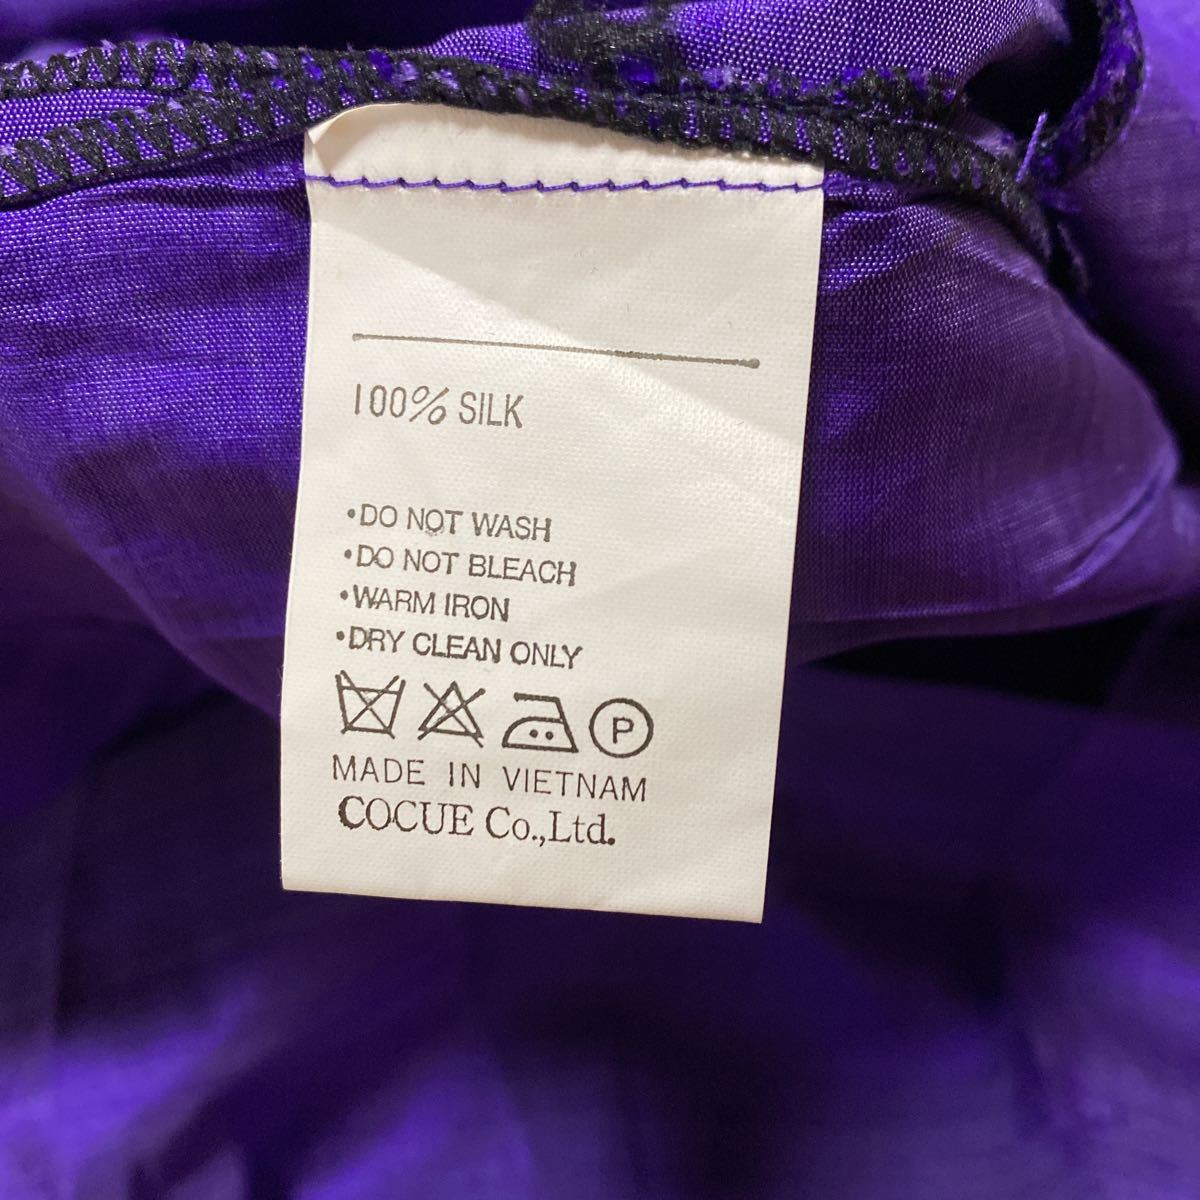 100% SILK
•DO NOT WASH
•DO NOT BLEACH
•WARM IRON
•DRY CLEAN ONLY
P
MADE IN VIETNAM
COCUE Co.,Ltd.